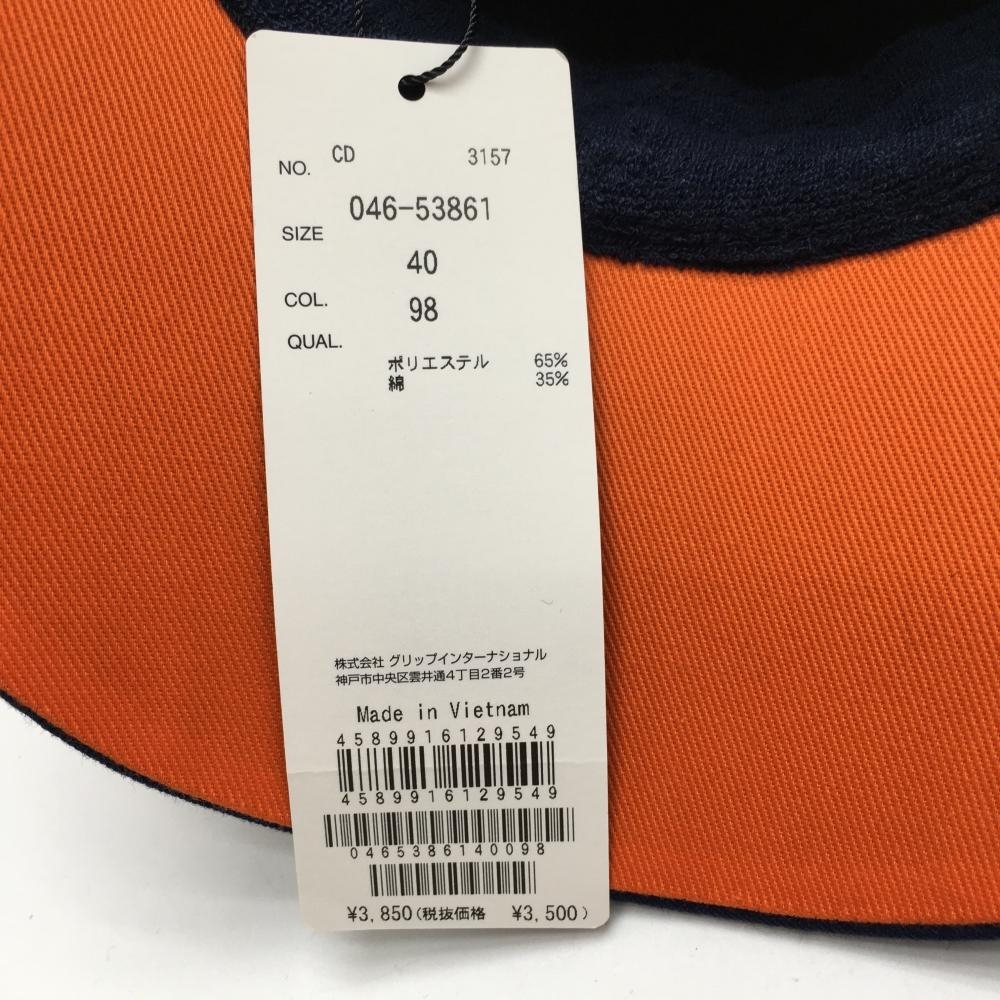 NO. CD 3157
046-53861
SIZE
40
COL. 98
QUAL.
ポリエステル 65%
綿 35%
株式会社 グリップインターナショナル
神戸市中央区雲井通4丁目2番2号
Made in Vietnam
4589916129549
4589916129549
0465386140098
¥3,850(税抜価格 ¥3,500)